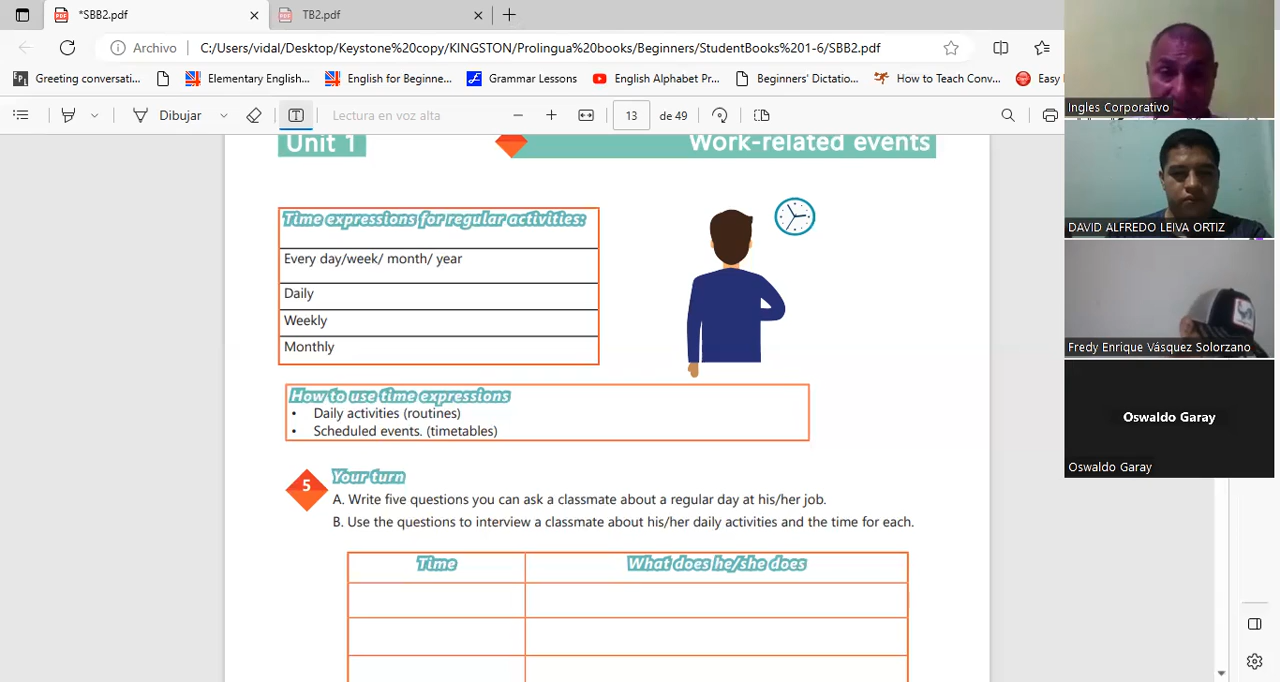 *SBB2.pdf
TB2.pdf
Archivo
C:/Users/vidal/Desktop/Keystone%20copy/KINGSTON/Prolingua%20books/Beginners/StudentBooks%201-6/SBB2.pdf
Greeting conversati...
Elementary English...
English for Beginne...
Grammar Lessons
English Alphabet Pr...
Beginners' Dictatio...
How to Teach Conv...
Easy
Dibujar
Lectura en voz alta
13 de 49
Unit 1
Work-related events
Time expressions for regular activities:
Every day/week/ month/ year
Daily
Weekly
Monthly
How to use time expressions
• Daily activities (routines)
• Scheduled events. (timetables)
5
Your turn
A. Write five questions you can ask a classmate about a regular day at his/her job.
B. Use the questions to interview a classmate about his/her daily activities and the time for each.
Time
What does he/she does
Ingles Corporativo
DAVID ALFREDO LEIVA ORTIZ
Fredy Enrique Vásquez Solorzano
Oswaldo Garay
Oswaldo Garay